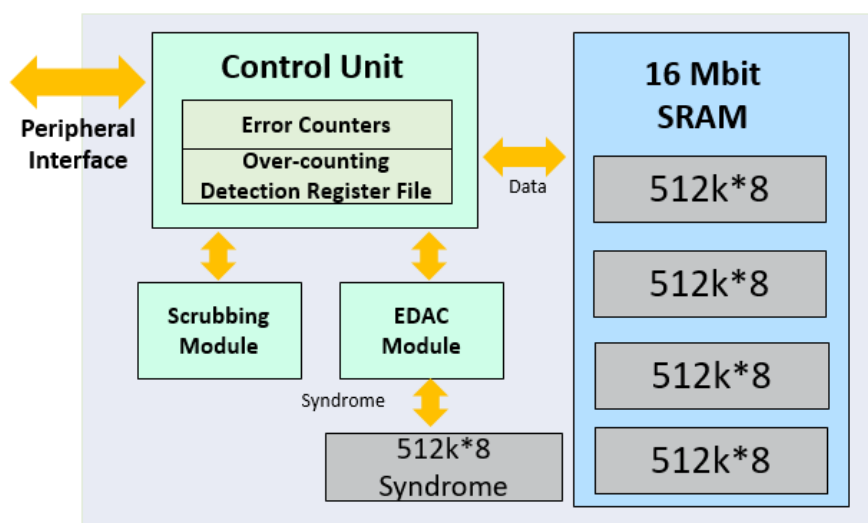 Peripheral
Interface
Control Unit
Error Counters
Over-counting
Detection Register File
Data
Scrubbing
Module
EDAC
Module
Syndrome
512k*8
Syndrome
16 Mbit
SRAM
512k*8
512k*8
512k*8
512k*8